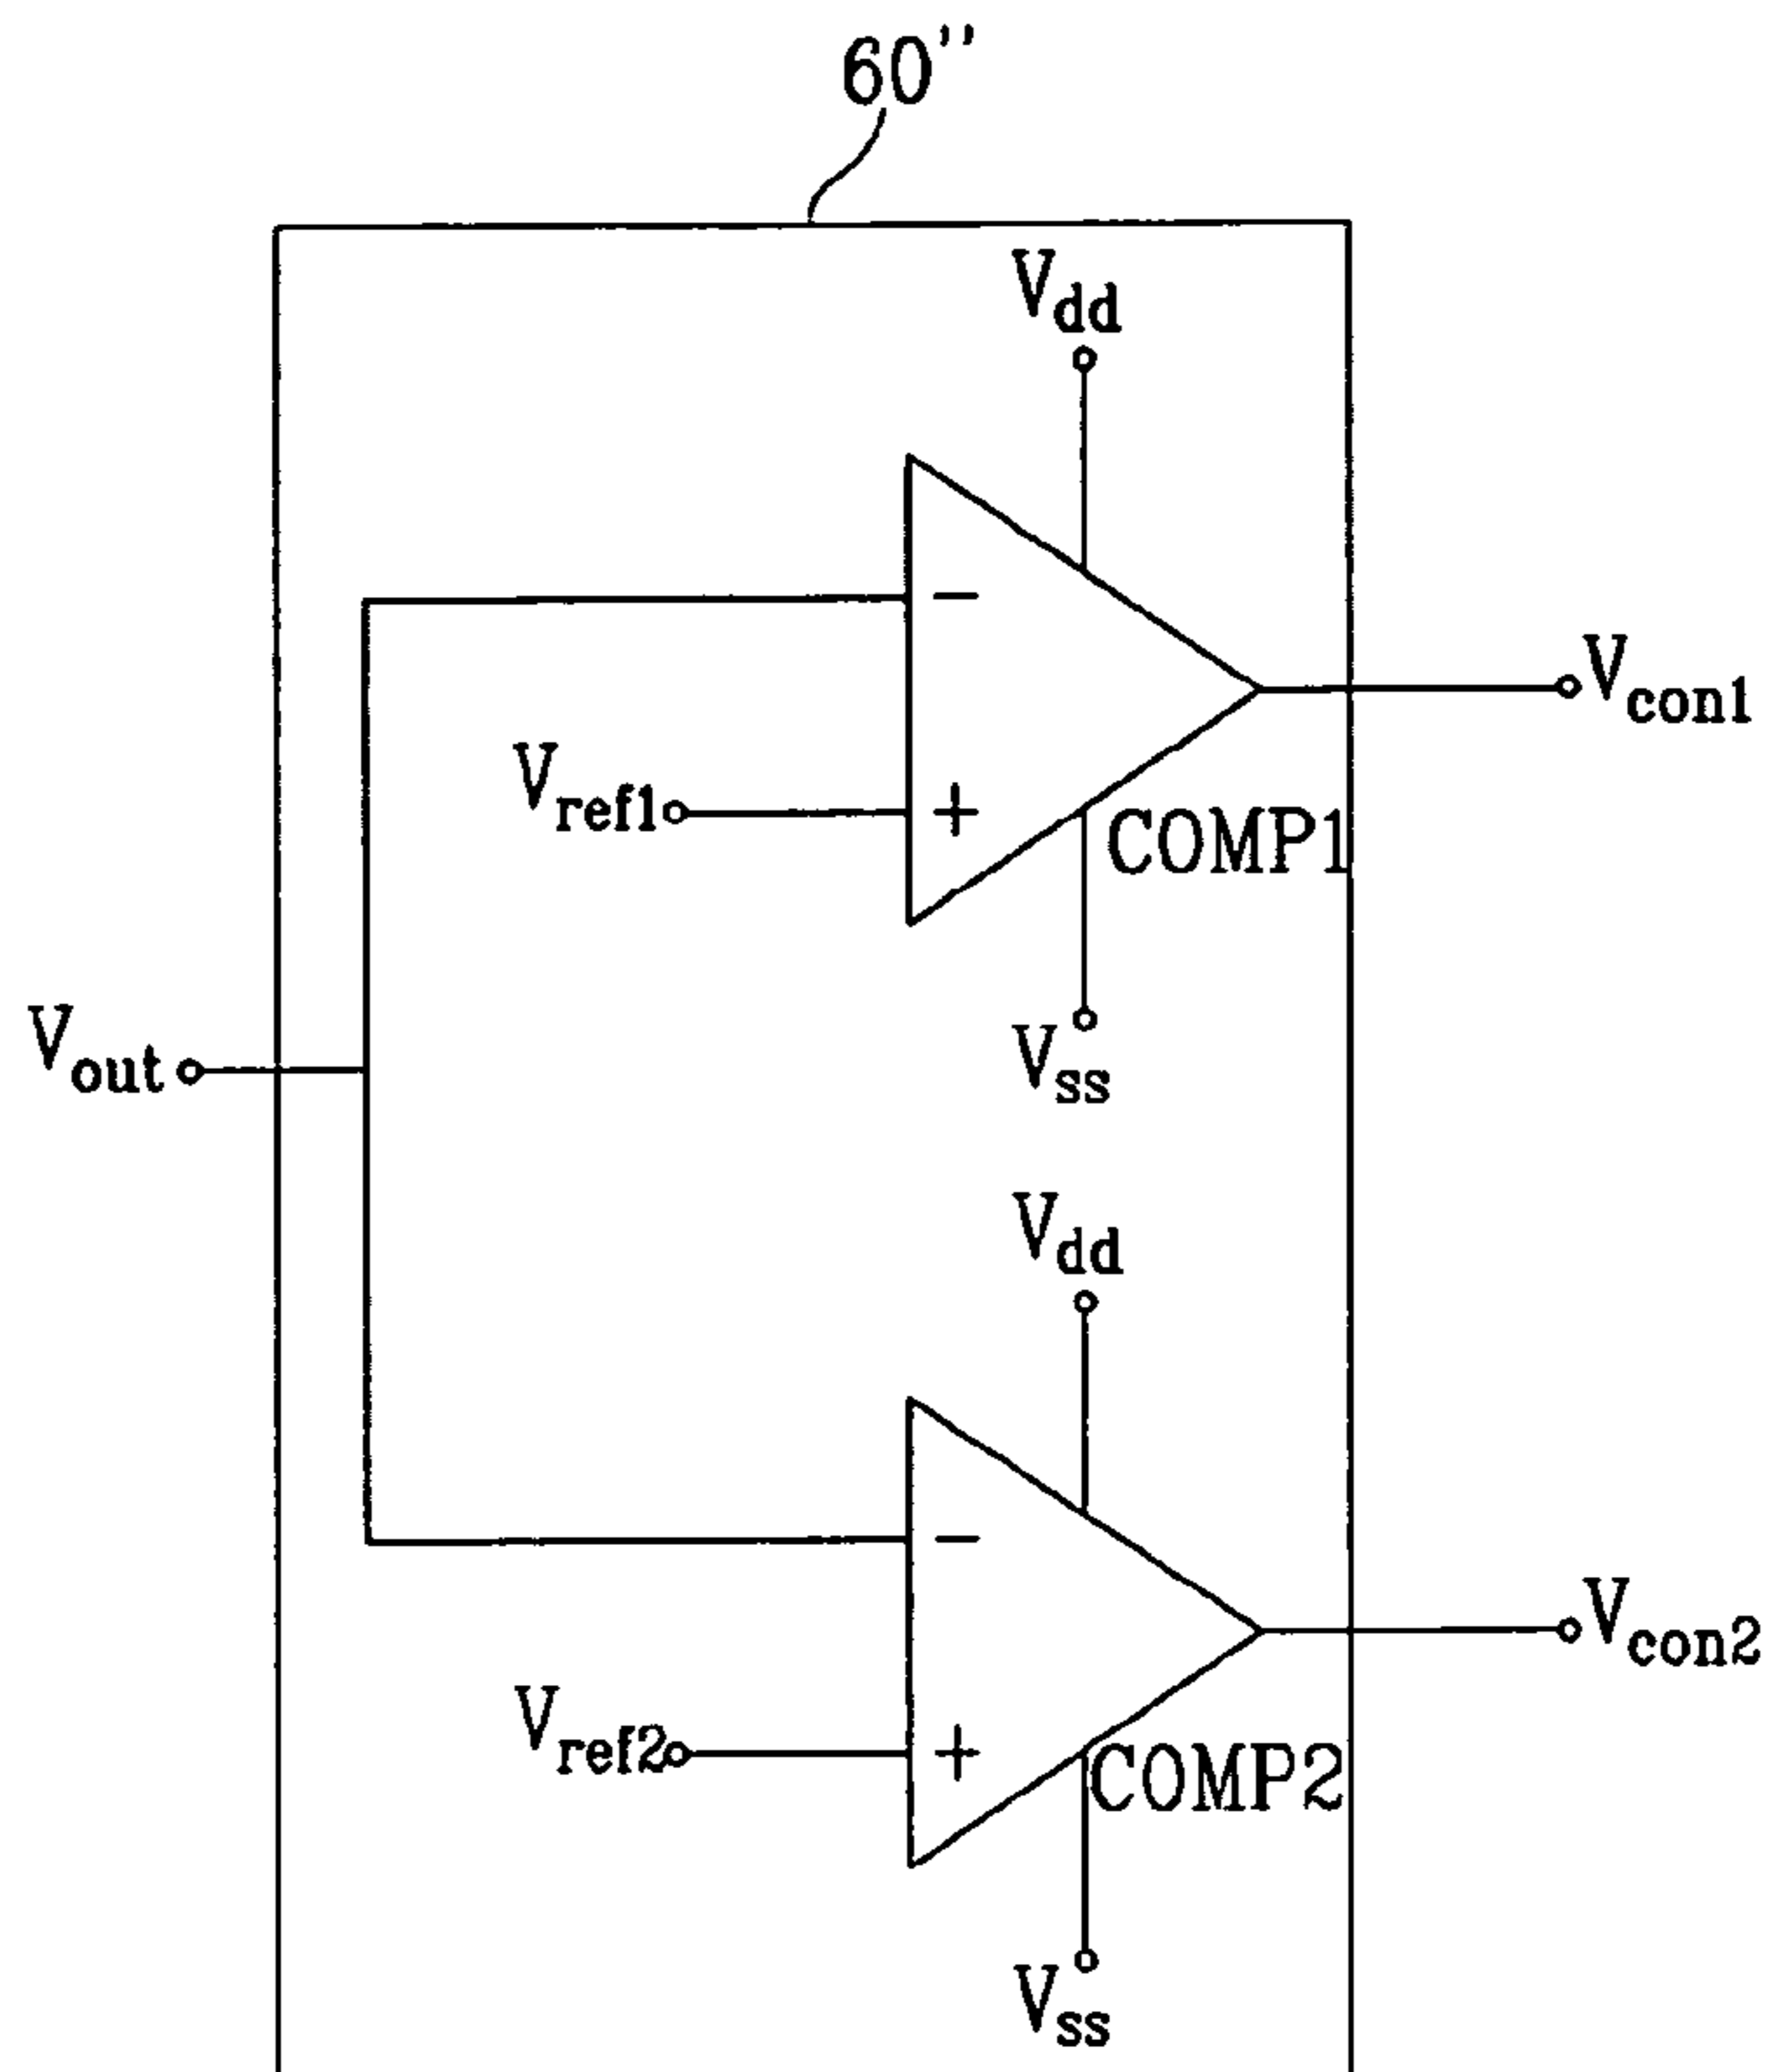 60''
Vdd
Vcon1
Vref1
COMP1
Vout
Vss
Vdd
Vcon2
Vref2
COMP2
Vss